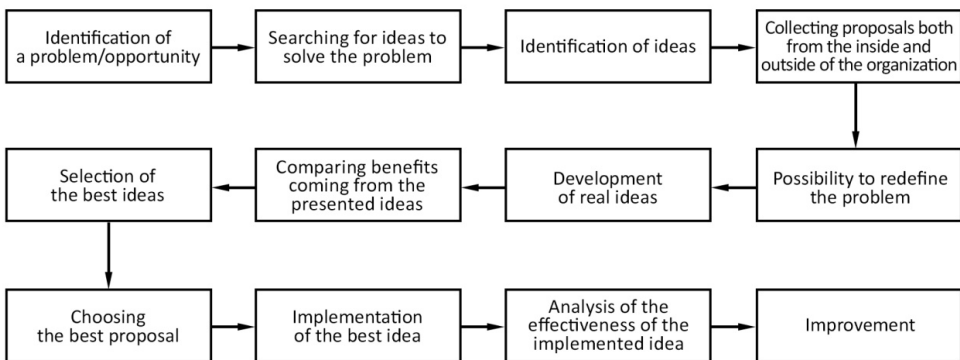 Identification of
a problem/opportunity
Searching for ideas to
solve the problem
Identification of ideas
Collecting proposals both
from the inside and
outside of the organization
Possibility to redefine
the problem
Development
of real ideas
Comparing benefits
coming from the
presented ideas
Selection of
the best ideas
Choosing
the best proposal
Implementation
of the best idea
Analysis of the
effectiveness of the
implemented idea
Improvement